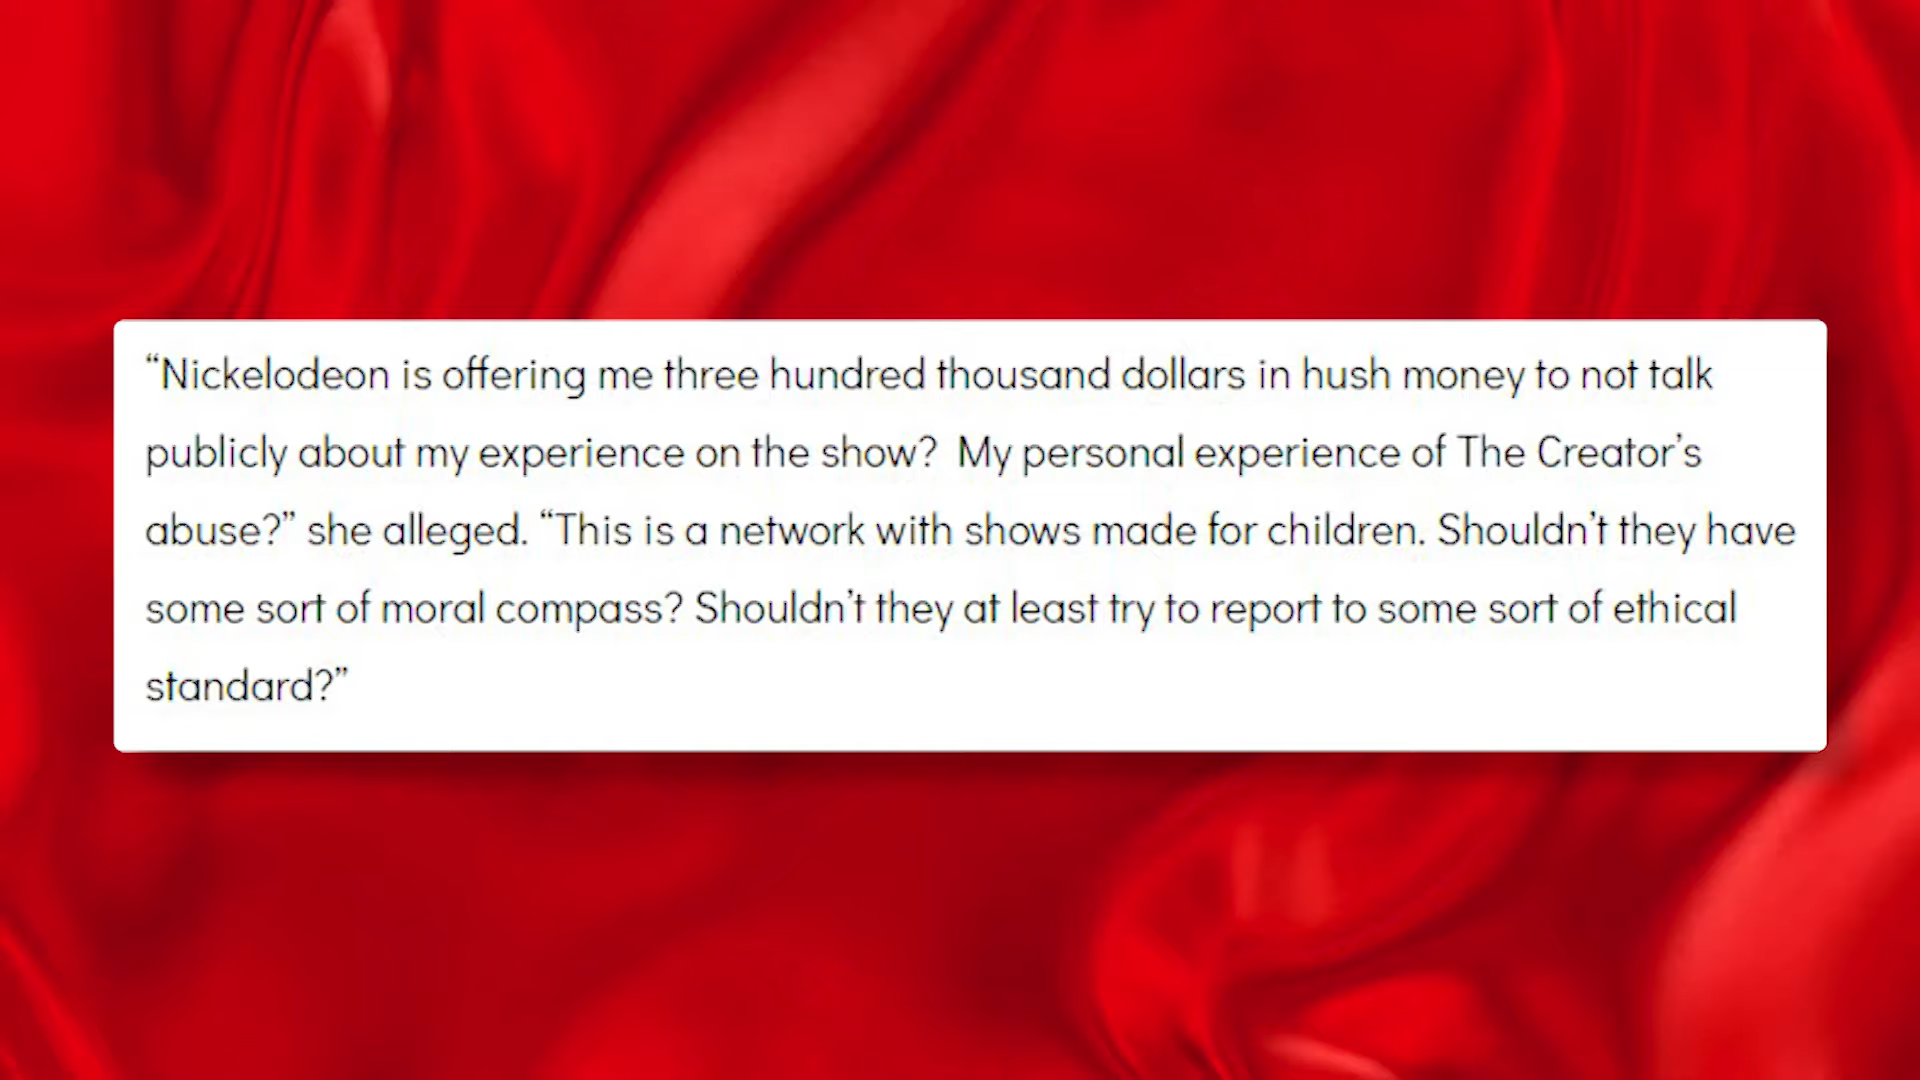 “Nickelodeon is offering me three hundred thousand dollars in hush money to not talk
publicly about my experience on the show?  My personal experience of The Creator’s
abuse?” she alleged. “This is a network with shows made for children. Shouldn’t they have
some sort of moral compass? Shouldn’t they at least try to report to some sort of ethical
standard?”